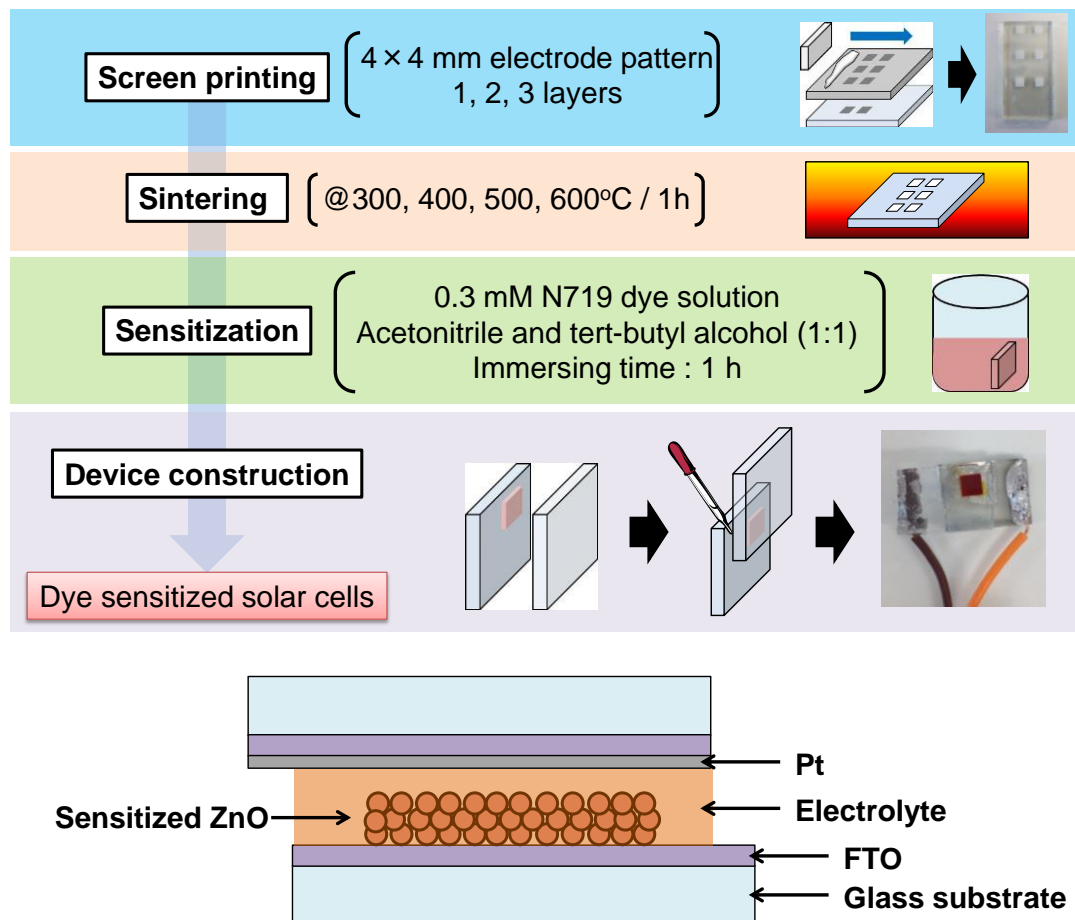 Screen printing
4 × 4 mm electrode pattern
1, 2, 3 layers
Sintering
@300, 400, 500, 600ºC / 1h
Sensitization
0.3 mM N719 dye solution
Acetonitrile and tert-butyl alcohol (1:1)
Immersing time : 1 h
Device construction
Dye sensitized solar cells
Pt
Sensitized ZnO
Electrolyte
FTO
Glass substrate